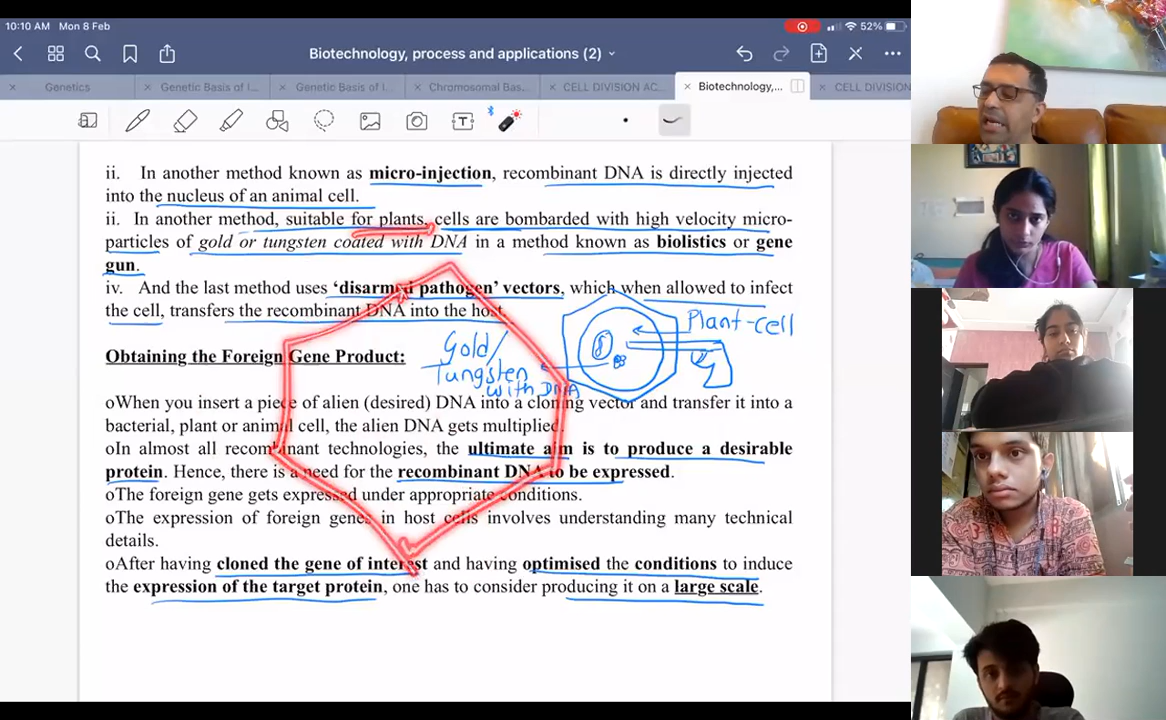 10:10 AM Mon 8 Feb
52%
Biotechnology, process and applications (2)
Genetics
Genetic Basis of I...
Genetic Basis of I...
Chromosomal Bas...
CELL DIVISION AC...
Biotechnology,...
CELL DIVISION
T
ii. In another method known as micro-injection, recombinant DNA is directly injected
into the nucleus of an animal cell.
ii. In another method, suitable for plants, cells are bombarded with high velocity micro-
particles of gold or tungsten coated with DNA in a method known as biolistics or gene
gun.
iv. And the last method uses ‘disarmed pathogen’ vectors, which when allowed to infect
the cell, transfers the recombinant DNA into the host.
Plant-cell
Obtaining the Foreign Gene Product:
Gold/
Tungsten
with DNA
oWhen you insert a piece of alien (desired) DNA into a cloning vector and transfer it into a
bacterial, plant or animal cell, the alien DNA gets multiplied.
oIn almost all recombinant technologies, the ultimate aim is to produce a desirable
protein. Hence, there is a need for the recombinant DNA to be expressed.
oThe foreign gene gets expressed under appropriate conditions.
oThe expression of foreign genes in host cells involves understanding many technical
details.
oAfter having cloned the gene of interest and having optimised the conditions to induce
the expression of the target protein, one has to consider producing it on a large scale.